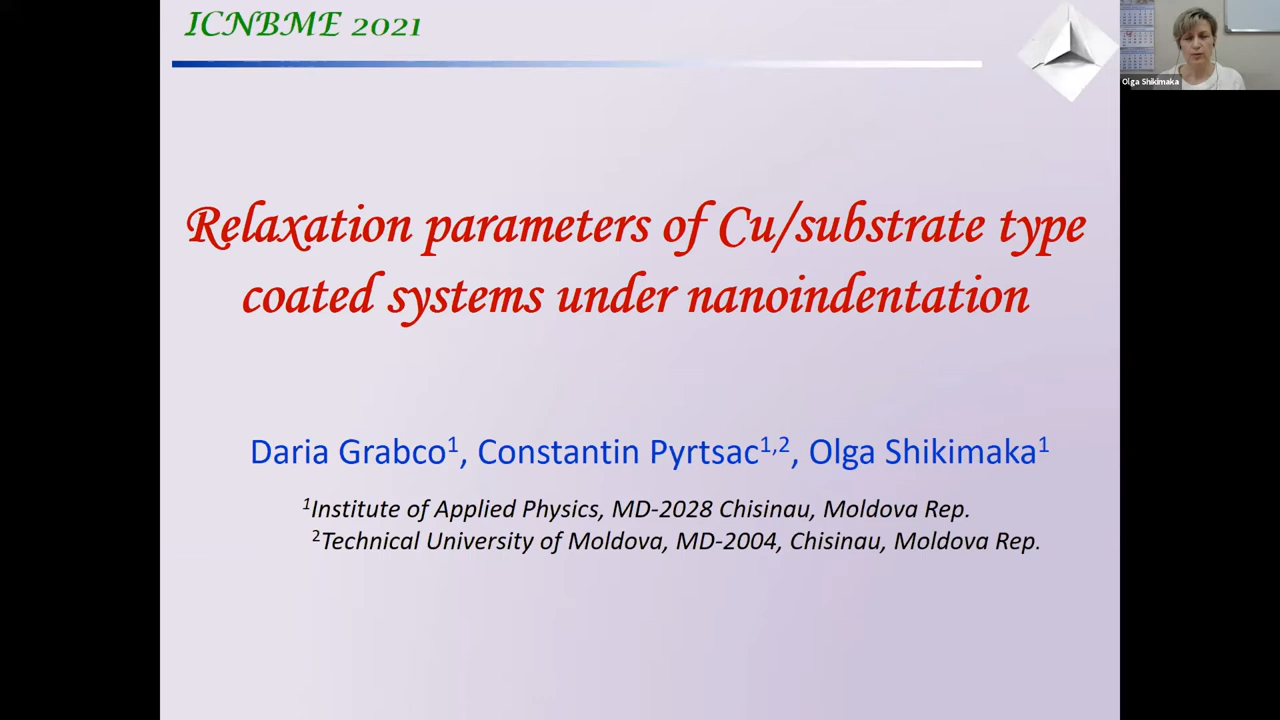 ICNBME 2021
Olga Shikimaka
Relaxation parameters of Cu/substrate type
coated systems under nanoindentation
Daria Grabco¹, Constantin Pyrtsac¹,², Olga Shikimaka¹
¹Institute of Applied Physics, MD-2028 Chisinau, Moldova Rep.
²Technical University of Moldova, MD-2004, Chisinau, Moldova Rep.